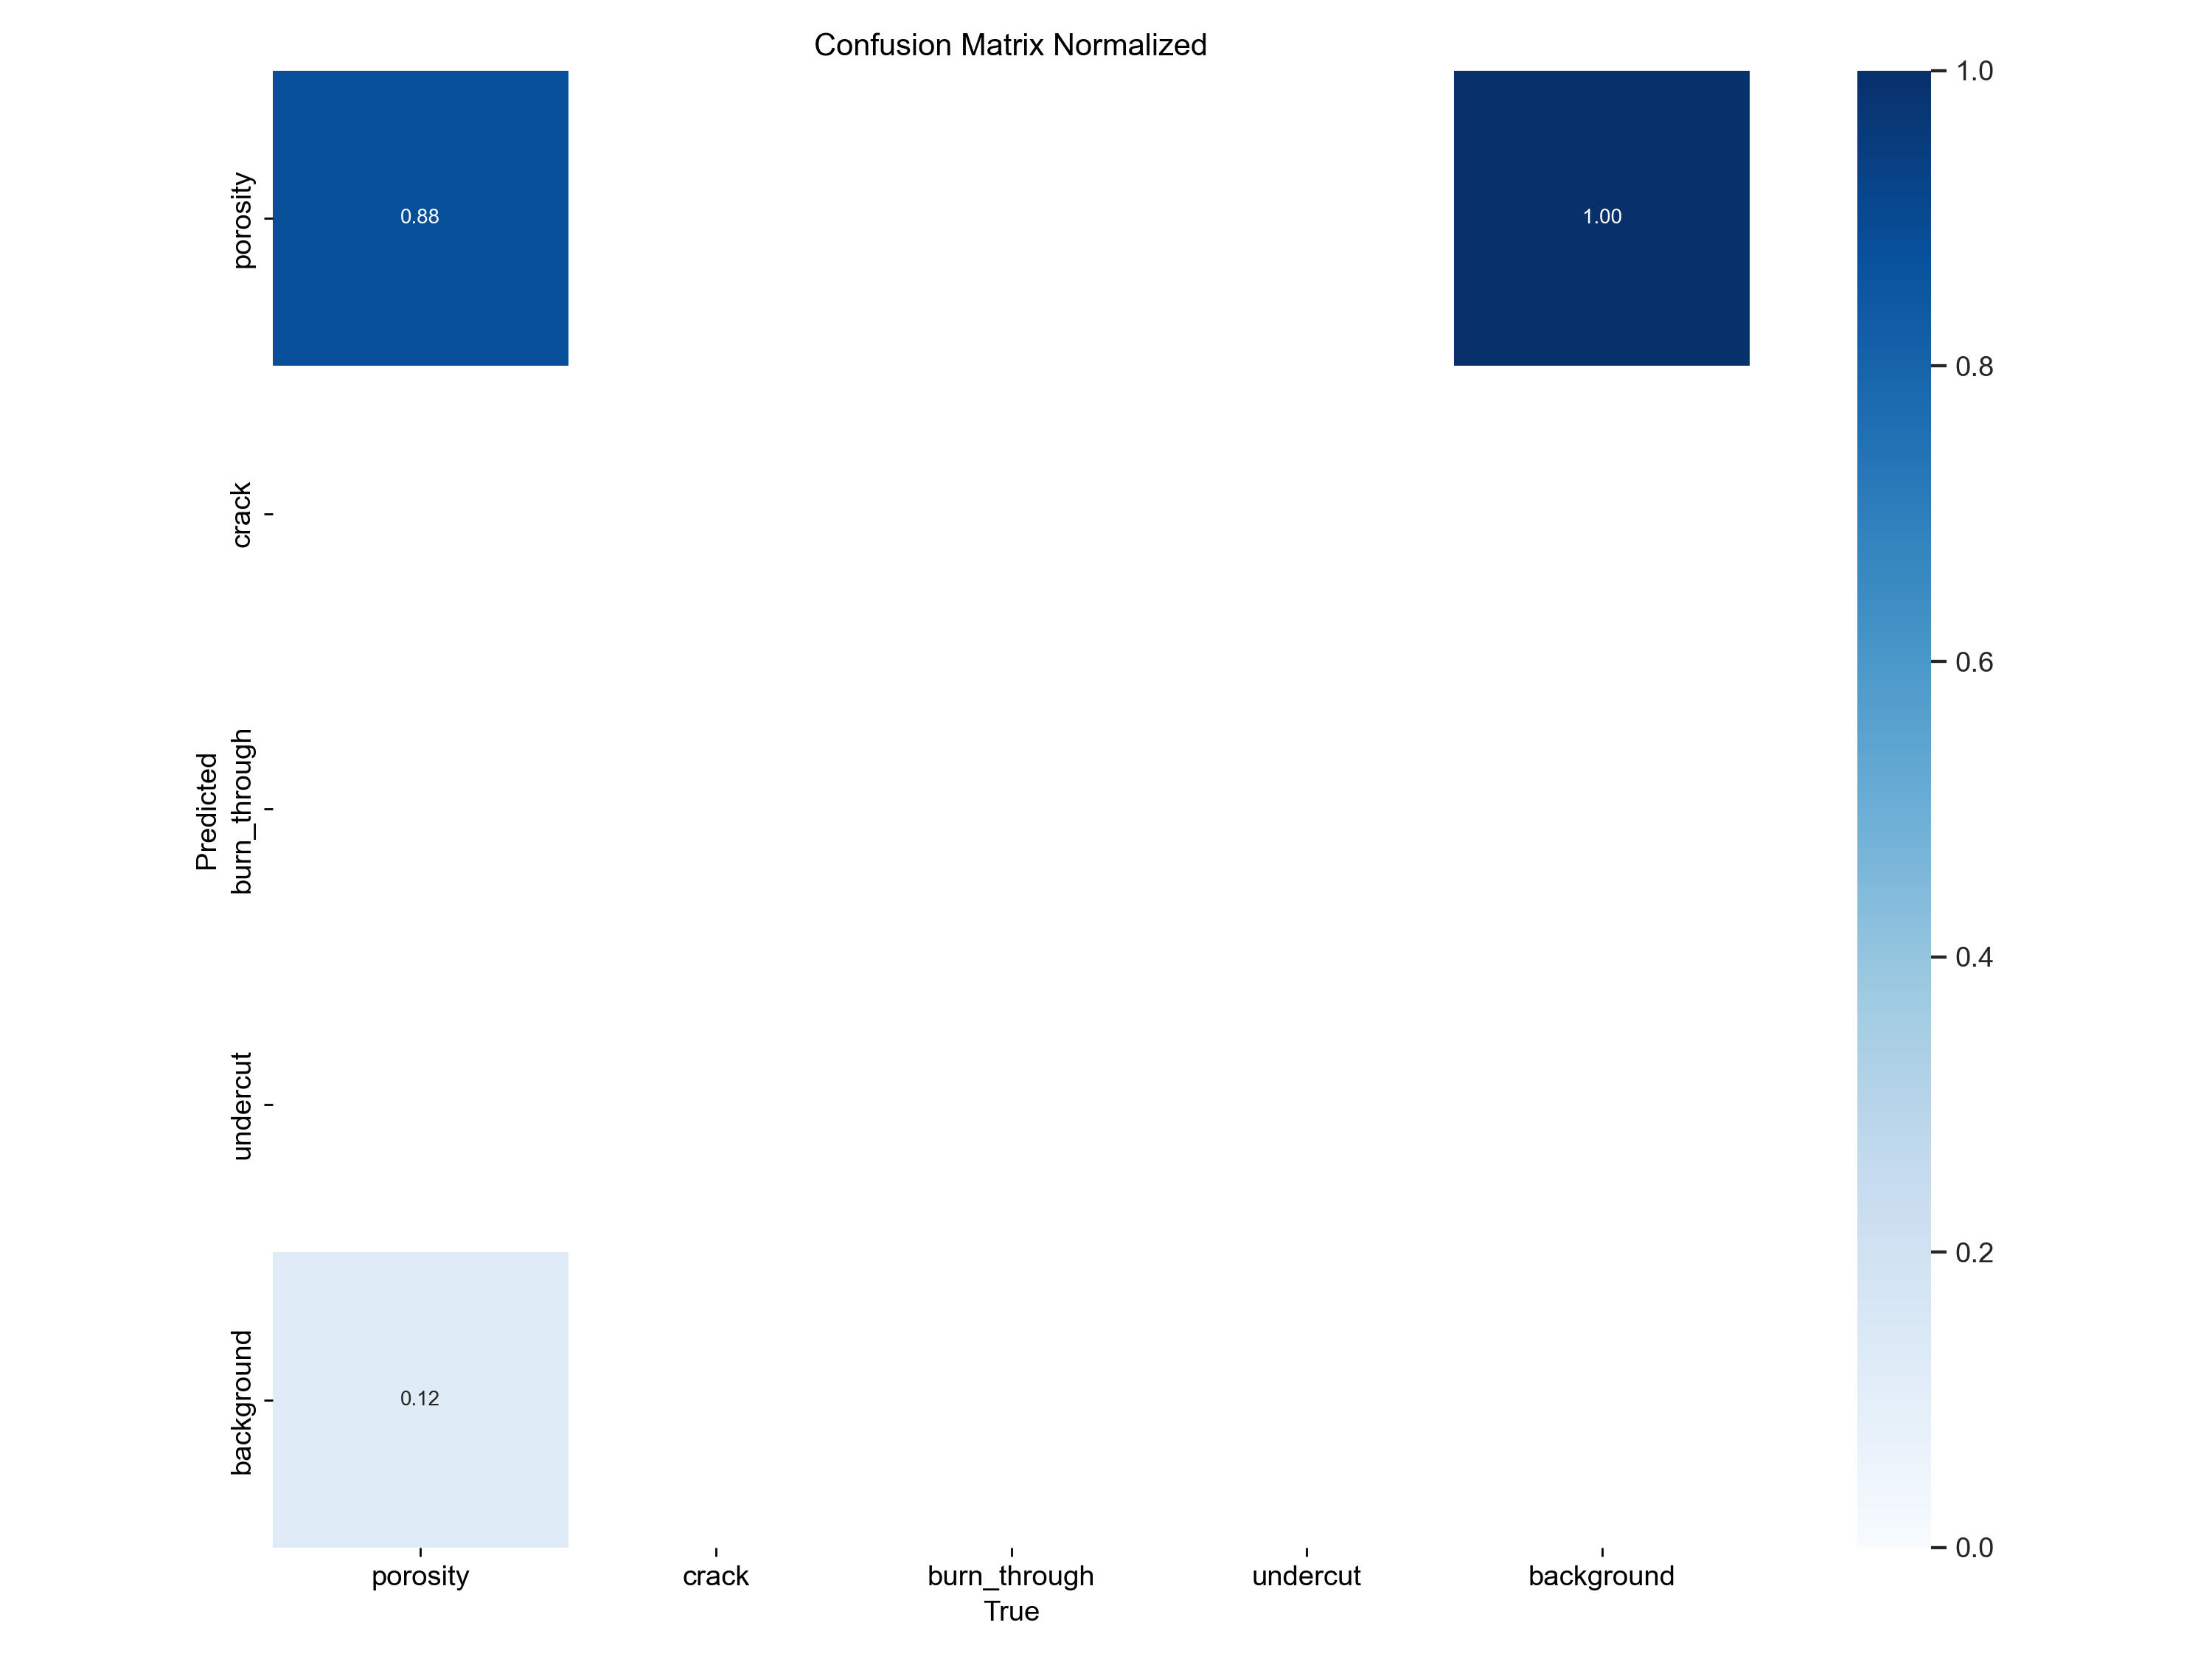 Confusion Matrix Normalized
1.0
0.8
0.6
0.4
0.2
0.0
Predicted
porosity
crack
burn_through
undercut
background
0.88
1.00
0.12
porosity
crack
burn_through
undercut
background
True